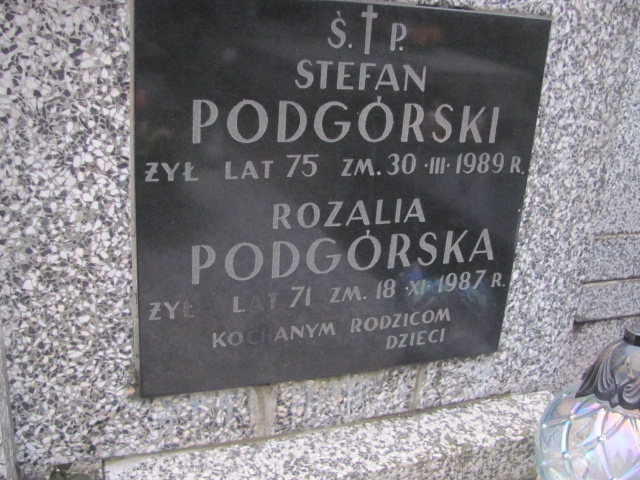 Ś. P.
STEFAN
PODGÓRSKI
ŻYŁ LAT 75 ZM. 30·III·1989 R.
ROZALIA
PODGÓRSKA
ŻYŁ LAT 71 ZM. 18·XI·1987 R.
KOCHANYM RODZICOM
DZIECI